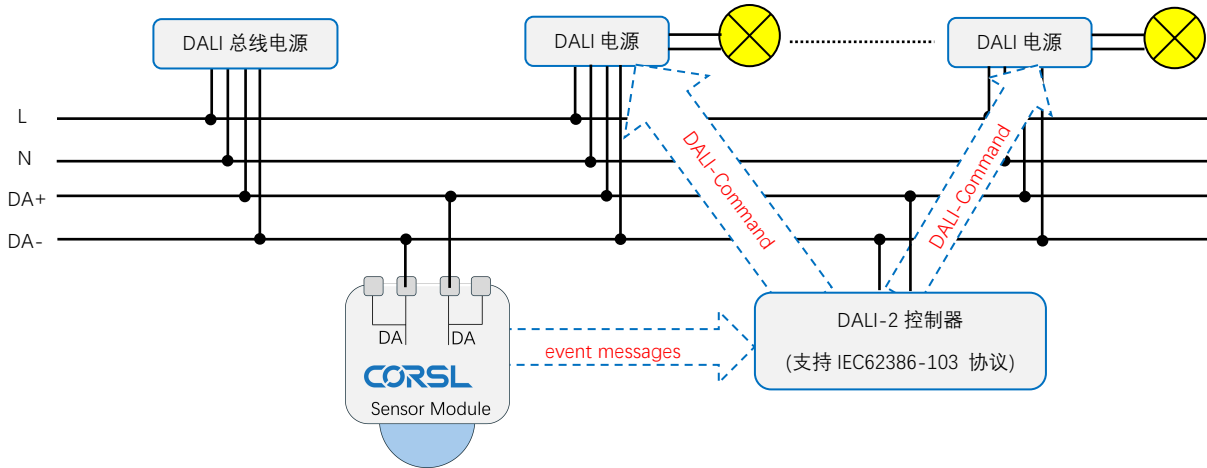 DALI 总线电源
DALI 电源
DALI 电源
L
N
DA+
DA-
DALI-Command
DALI-Command
DA
DA
CORSL
Sensor Module
event messages
DALI-2 控制器
(支持 IEC62386-103 协议)